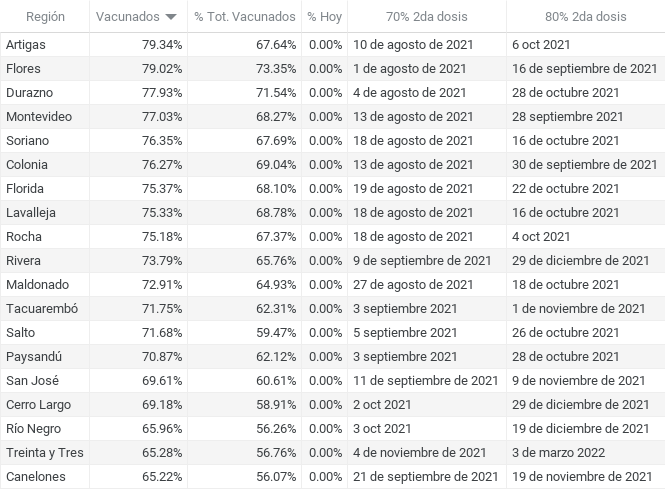 Región Vacunados % Tot. Vacunados % Hoy 70% 2da dosis 80% 2da dosis
Artigas 79.34% 67.64% 0.00% 10 de agosto de 2021 6 oct 2021
Flores 79.02% 73.35% 0.00% 1 de agosto de 2021 16 de septiembre de 2021
Durazno 77.93% 71.54% 0.00% 4 de agosto de 2021 28 de octubre 2021
Montevideo 77.03% 68.27% 0.00% 13 de agosto de 2021 28 septiembre 2021
Soriano 76.35% 67.69% 0.00% 18 de agosto de 2021 16 de octubre 2021
Colonia 76.27% 69.04% 0.00% 13 de agosto de 2021 30 de septiembre de 2021
Florida 75.37% 68.10% 0.00% 19 de agosto de 2021 22 de octubre 2021
Lavalleja 75.33% 68.78% 0.00% 18 de agosto de 2021 16 de octubre 2021
Rocha 75.18% 67.37% 0.00% 18 de agosto de 2021 4 oct 2021
Rivera 73.79% 65.76% 0.00% 9 de septiembre de 2021 29 de diciembre de 2021
Maldonado 72.91% 64.93% 0.00% 27 de agosto de 2021 18 de octubre 2021
Tacuarembó 71.75% 62.31% 0.00% 3 septiembre 2021 1 de noviembre de 2021
Salto 71.68% 59.47% 0.00% 5 septiembre 2021 26 de octubre 2021
Paysandú 70.87% 62.12% 0.00% 3 septiembre 2021 28 de octubre 2021
San José 69.61% 60.61% 0.00% 11 de septiembre de 2021 9 de noviembre de 2021
Cerro Largo 69.18% 58.91% 0.00% 2 oct 2021 29 de diciembre de 2021
Río Negro 65.96% 56.26% 0.00% 3 oct 2021 19 de diciembre de 2021
Treinta y Tres 65.28% 56.76% 0.00% 4 de noviembre de 2021 3 de marzo 2022
Canelones 65.22% 56.07% 0.00% 21 de septiembre de 2021 19 de noviembre de 2021